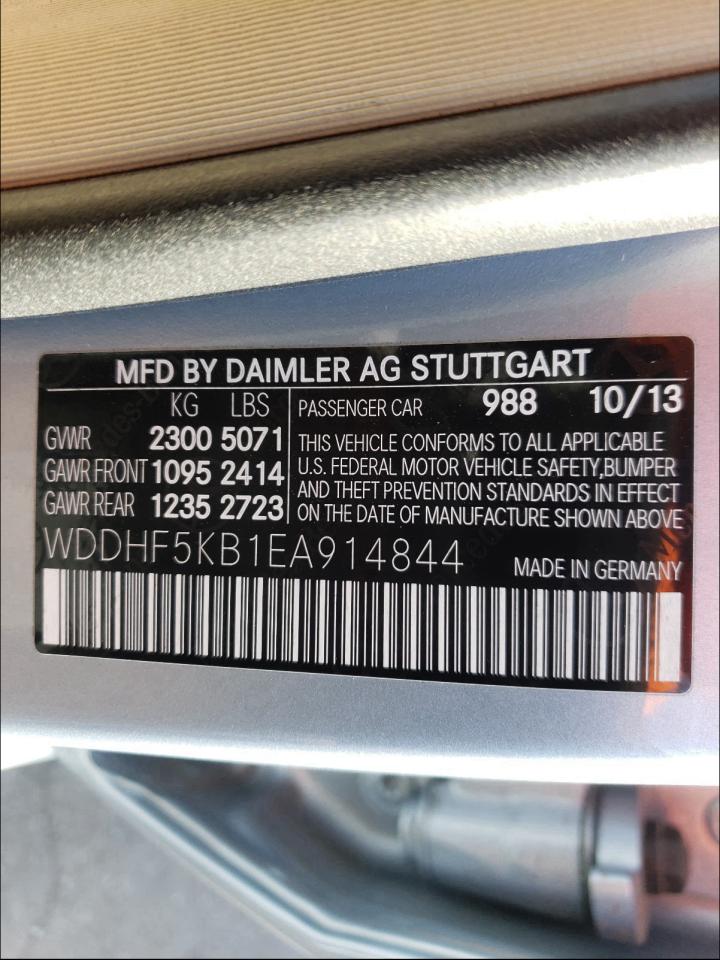 MFD BY DAIMLER AG STUTTGART
KG LBS
GVWR 2300 5071
GAWR FRONT 1095 2414
GAWR REAR 1235 2723
PASSENGER CAR 988 10/13
THIS VEHICLE CONFORMS TO ALL APPLICABLE
U.S. FEDERAL MOTOR VEHICLE SAFETY,BUMPER
AND THEFT PREVENTION STANDARDS IN EFFECT
ON THE DATE OF MANUFACTURE SHOWN ABOVE
WDDHF5KB1EA914844
MADE IN GERMANY